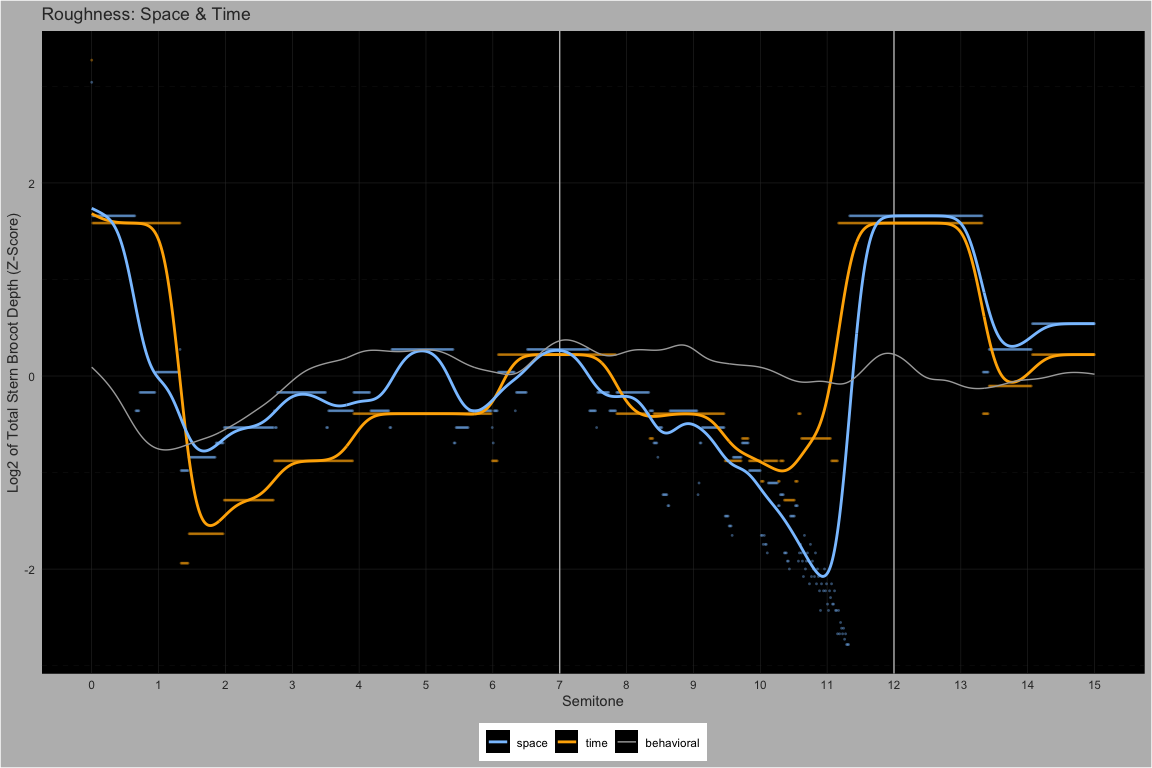 Roughness: Space & Time
Log2 of Total Stern Brocot Depth (Z-Score)
2
0
-2
0 1 2 3 4 5 6 7 8 9 10 11 12 13 14 15
Semitone
space time behavioral